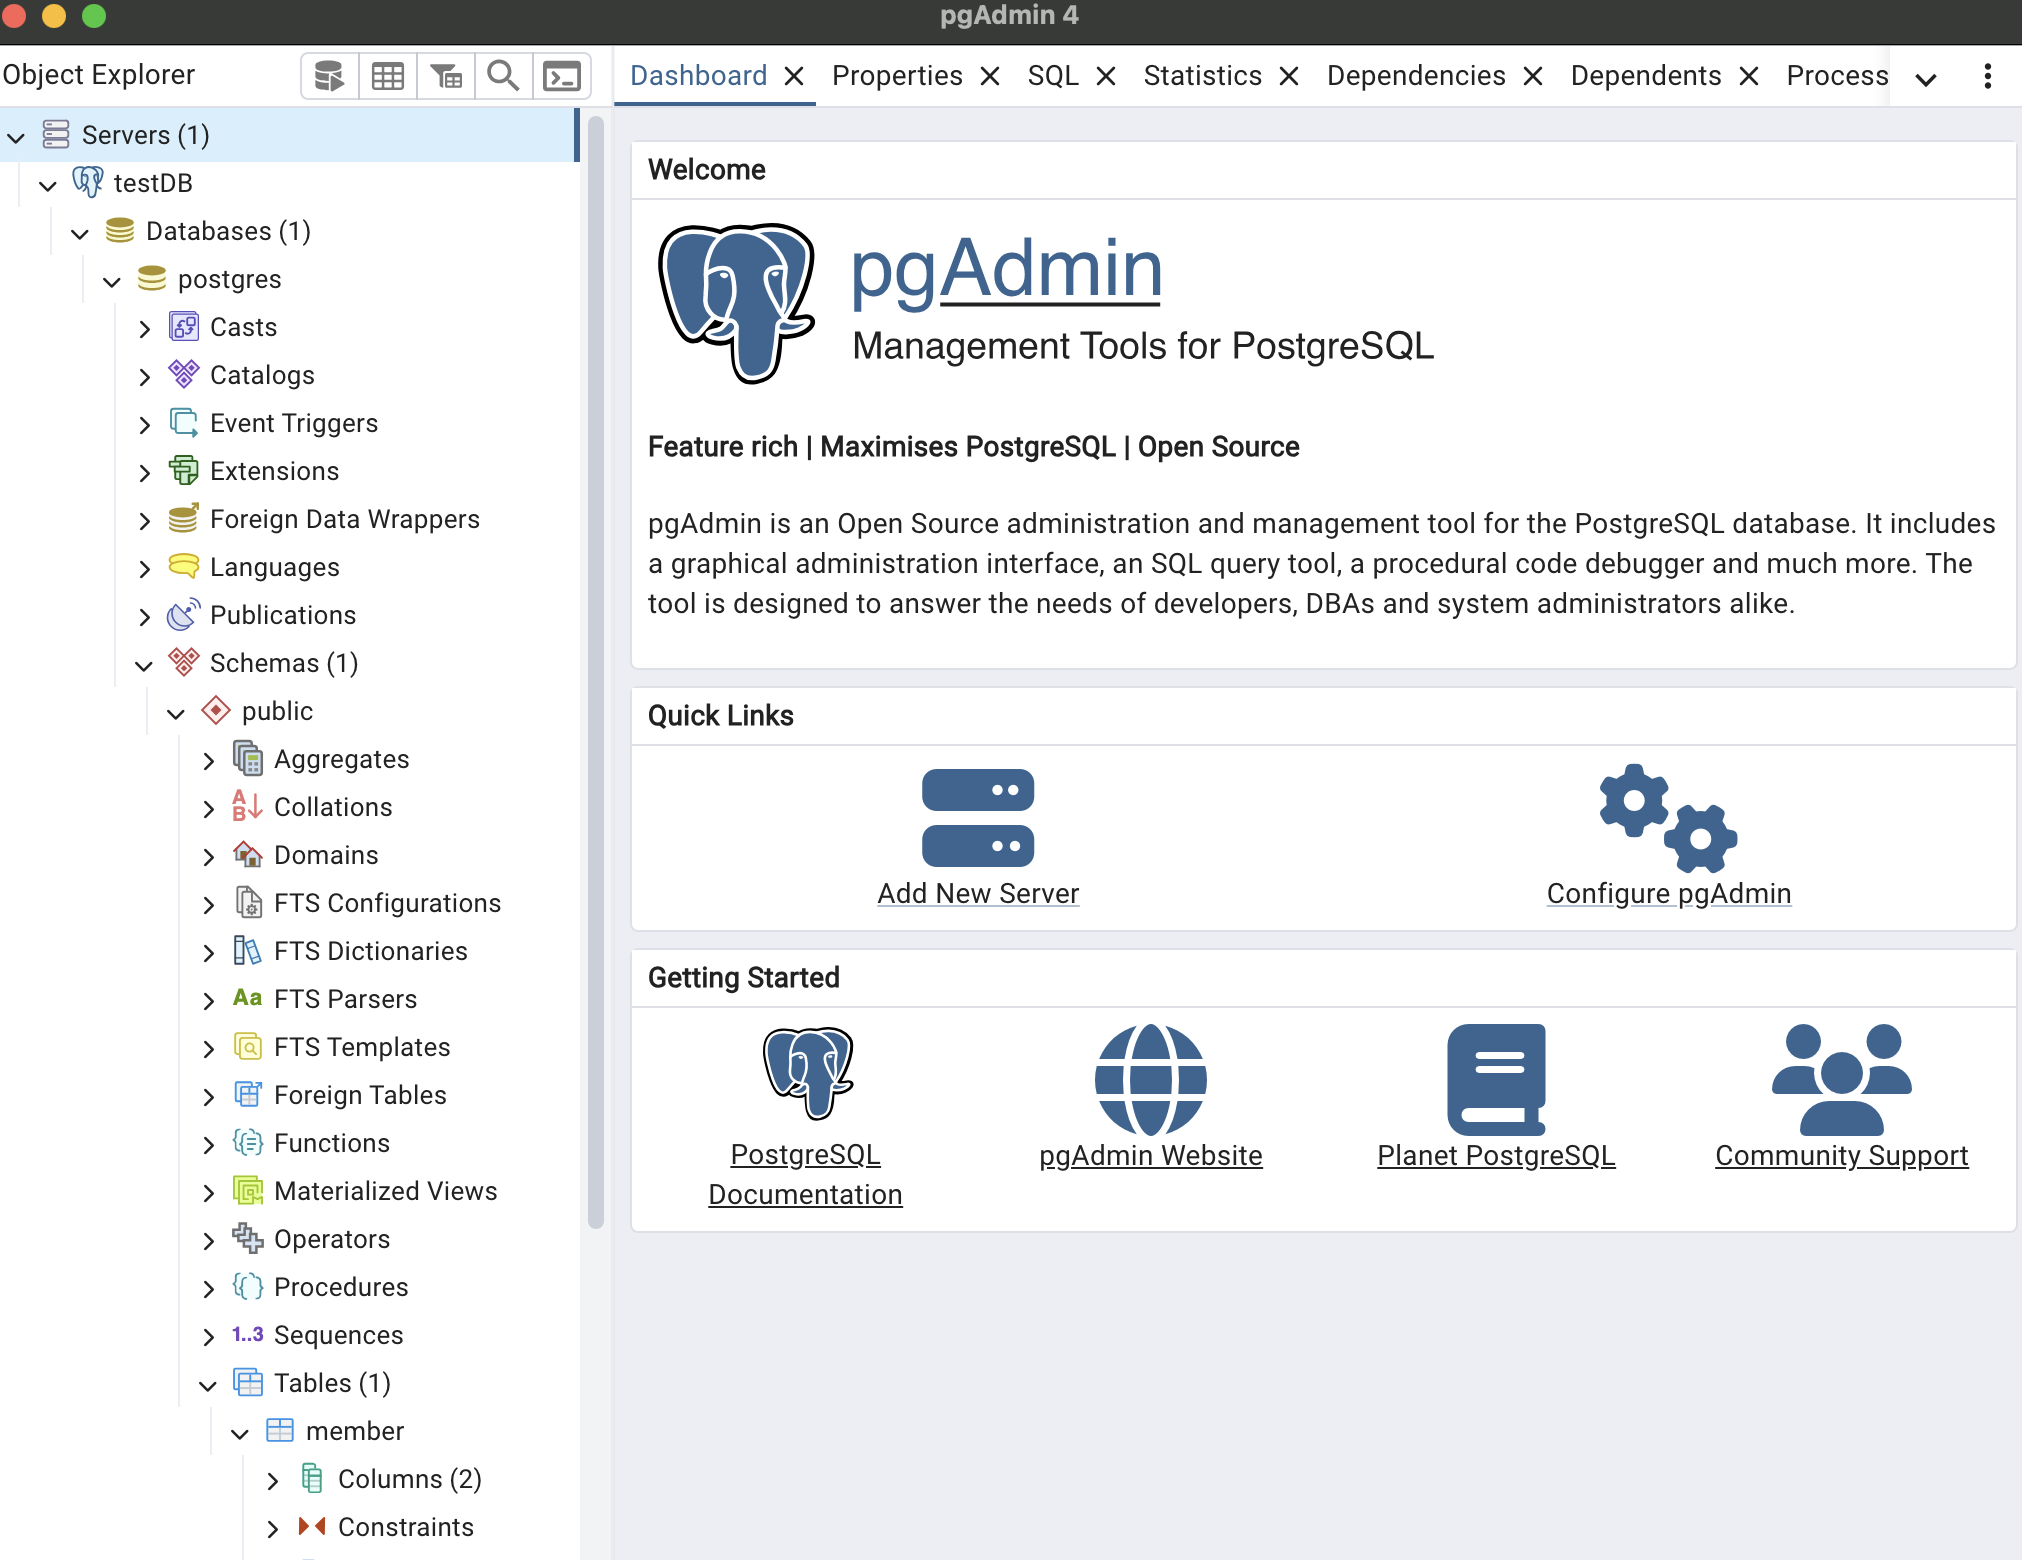 pgAdmin 4
Object Explorer
Dashboard
Properties
SQL
Statistics
Dependencies
Dependents
Process
Servers (1)
testDB
Databases (1)
postgres
Casts
Catalogs
Event Triggers
Extensions
Foreign Data Wrappers
Languages
Publications
Schemas (1)
public
Aggregates
Collations
Domains
FTS Configurations
FTS Dictionaries
Aa FTS Parsers
FTS Templates
Foreign Tables
Functions
Materialized Views
Operators
Procedures
1..3 Sequences
Tables (1)
member
Columns (2)
Constraints
Welcome
pgAdmin
Management Tools for PostgreSQL
Feature rich | Maximises PostgreSQL | Open Source
pgAdmin is an Open Source administration and management tool for the PostgreSQL database. It includes
a graphical administration interface, an SQL query tool, a procedural code debugger and much more. The
tool is designed to answer the needs of developers, DBAs and system administrators alike.
Quick Links
Add New Server
Configure pgAdmin
Getting Started
PostgreSQL
Documentation
pgAdmin Website
Planet PostgreSQL
Community Support